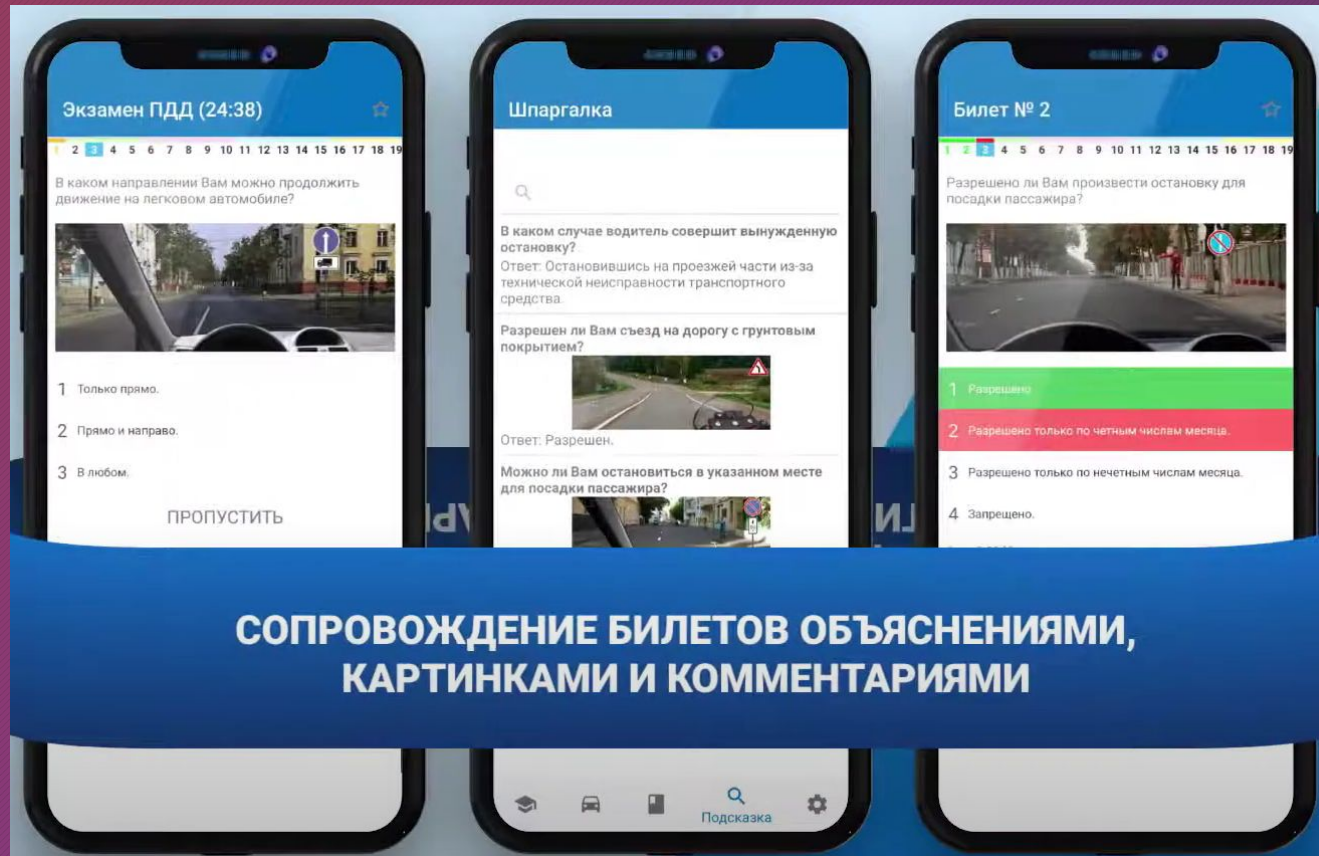 Экзамен ПДД (24:38)
1 2 3 4 5 6 7 8 9 10 11 12 13 14 15 16 17 18 19
В каком направлении Вам можно продолжить
движение на легковом автомобиле?
1 Только прямо.
2 Прямо и направо.
3 В любом.
ПРОПУСТИТЬ
Шпаргалка
В каком случае водитель совершит вынужденную
остановку?
Ответ: Остановившись на проезжей части из-за
технической неисправности транспортного
средства.
Разрешен ли Вам съезд на дорогу с грунтовым
покрытием?
Ответ: Разрешен.
Можно ли Вам остановиться в указанном месте
для посадки пассажира?
Подсказка
Билет № 2
1 2 3 4 5 6 7 8 9 10 11 12 13 14 15 16 17 18 19
Разрешено ли Вам произвести остановку для
посадки пассажира?
1 Разрешено.
2 Разрешено только по четным числам месяца.
3 Разрешено только по нечетным числам месяца.
4 Запрещено.
СОПРОВОЖДЕНИЕ БИЛЕТОВ ОБЪЯСНЕНИЯМИ,
КАРТИНКАМИ И КОММЕНТАРИЯМИ